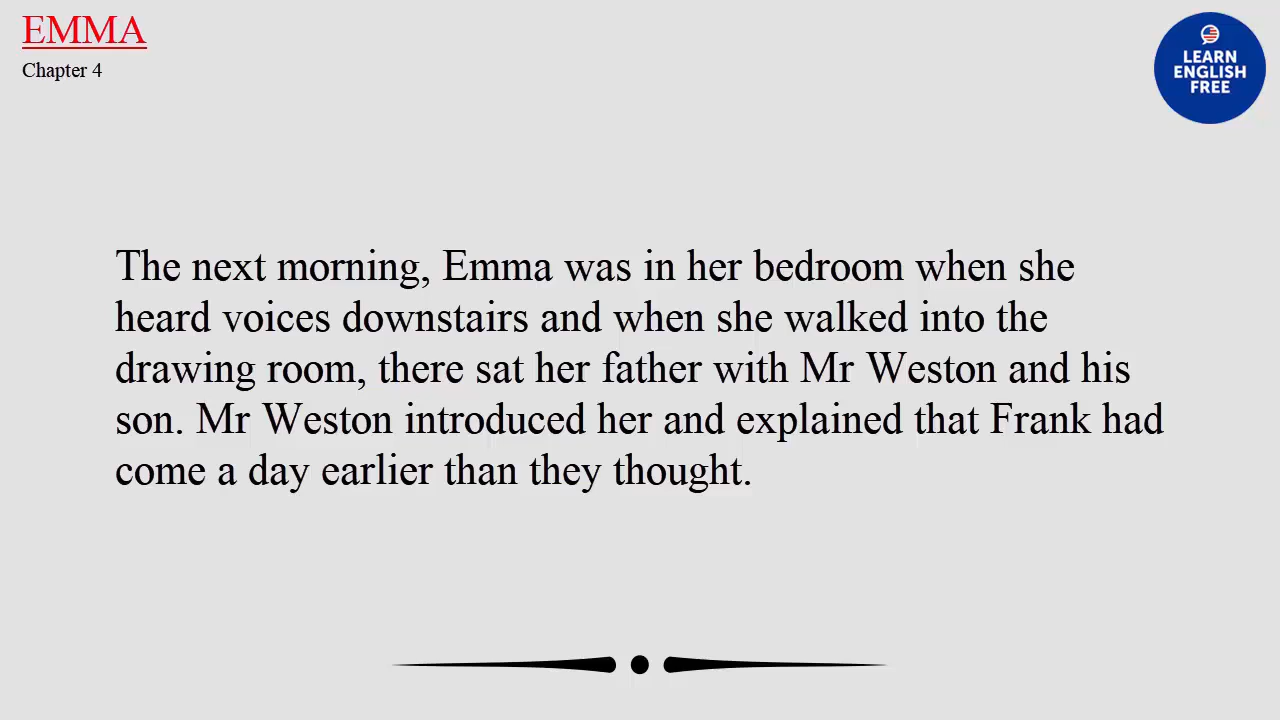 EMMA
Chapter 4
LEARN
ENGLISH
FREE
The next morning, Emma was in her bedroom when she
heard voices downstairs and when she walked into the
drawing room, there sat her father with Mr Weston and his
son. Mr Weston introduced her and explained that Frank had
come a day earlier than they thought.